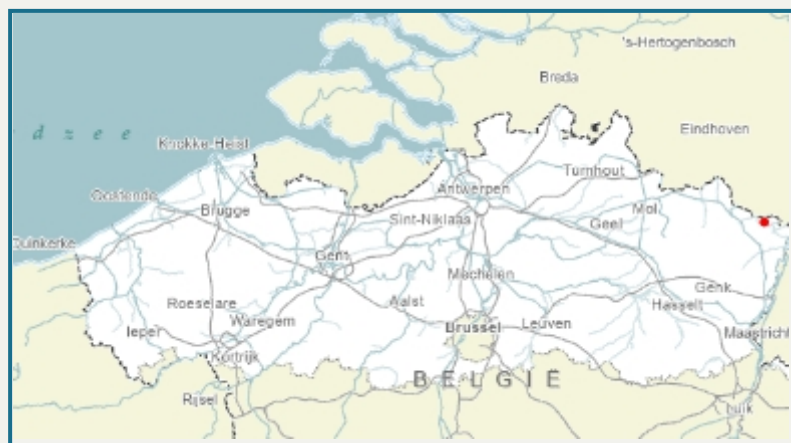 's-Hertogenbosch
Breda
dzee
Eindhoven
Knokke-Heist
Turnhout
Antwerpen
Oostende
Brugge
Sint-Niklaas
Geel
Mol
Duinkerke
Gent
Mechelen
Genk
Roeselare
Aalst
Hasselt
Ieper
Waregem
Brussel
Leuven
Maastricht
Kortrijk
BELGIË
Rijsel
Luik